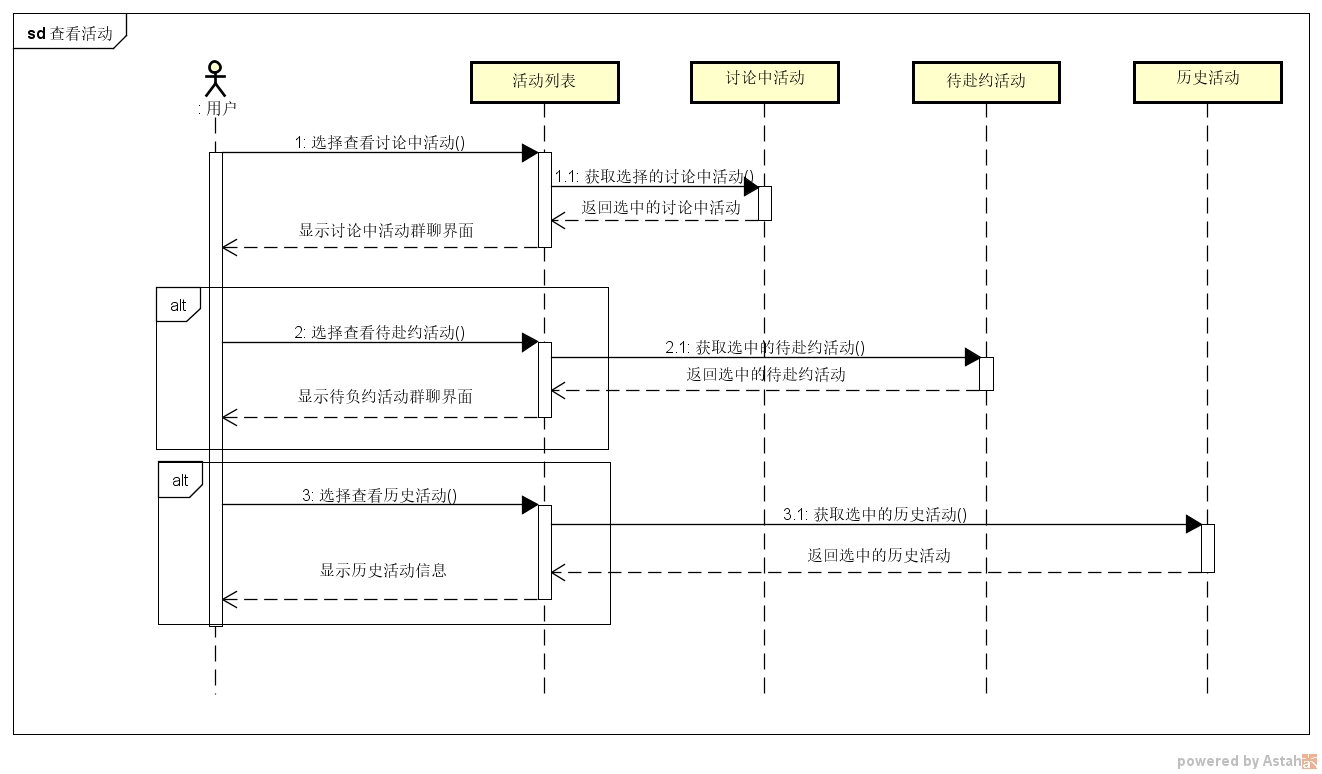 sd 查看活动
: 用户
活动列表
讨论中活动
待赴约活动
历史活动
1: 选择查看讨论中活动()
1.1: 获取选择的讨论中活动()
返回选中的讨论中活动
显示讨论中活动群聊界面
alt
2: 选择查看待赴约活动()
2.1: 获取选中的待赴约活动()
返回选中的待赴约活动
显示待负约活动群聊界面
alt
3: 选择查看历史活动()
3.1: 获取选中的历史活动()
返回选中的历史活动
显示历史活动信息
powered by Astah